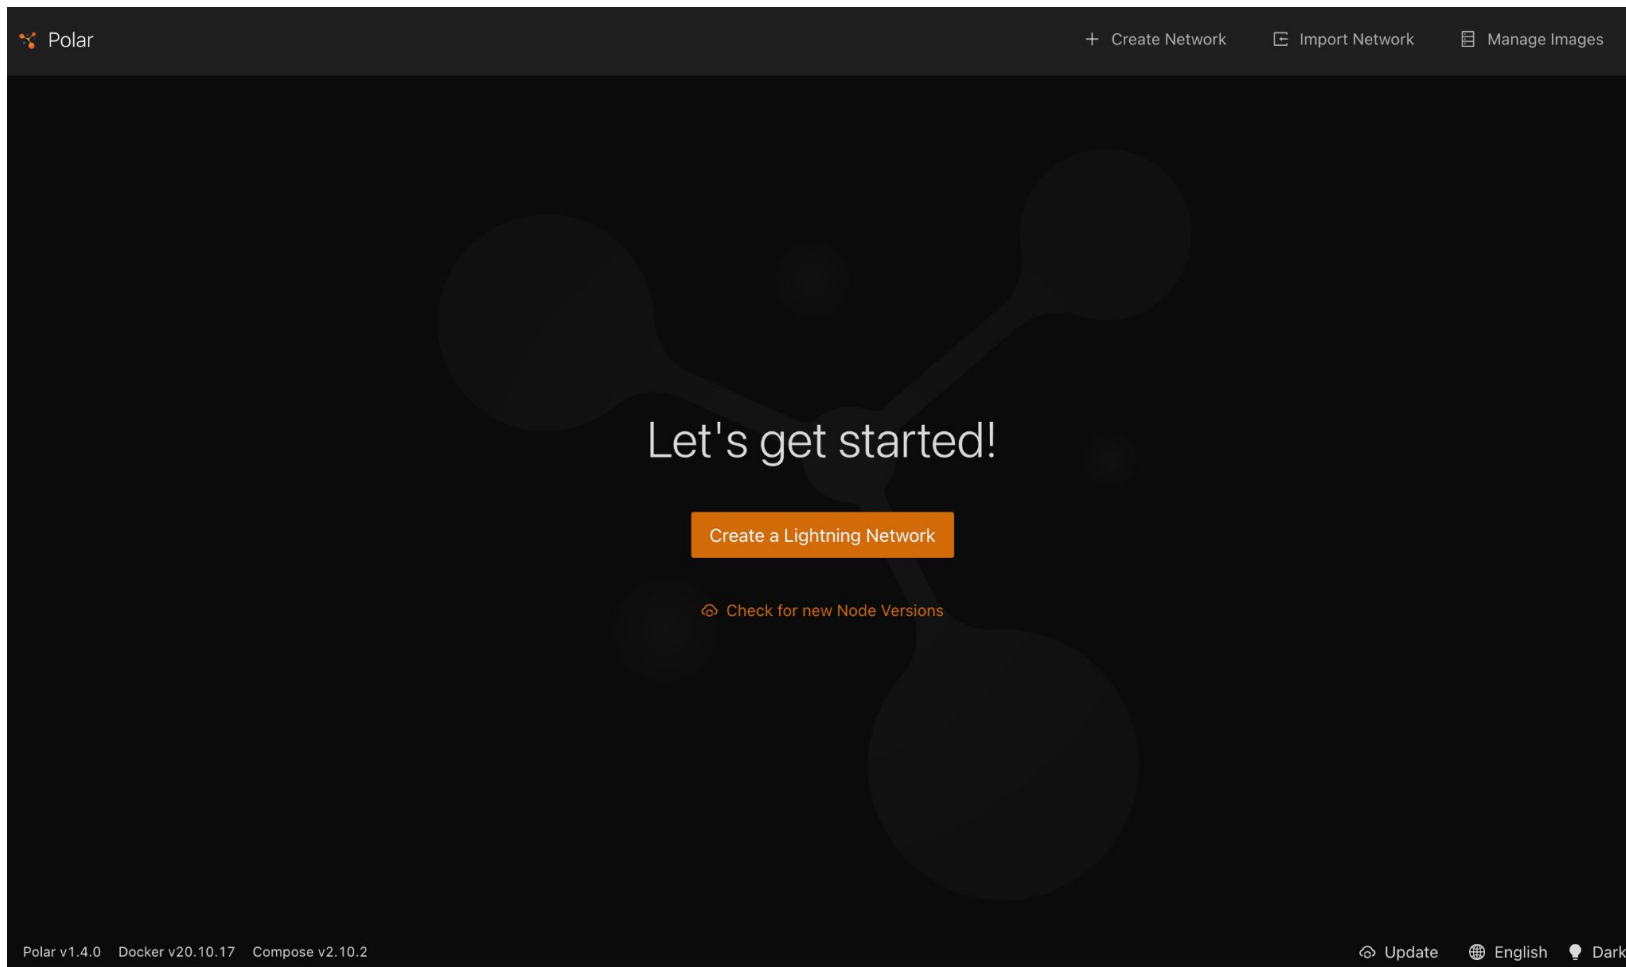 Polar
Create Network
Import Network
Manage Images
Let's get started!
Create a Lightning Network
Check for new Node Versions
Polar v1.4.0 Docker v20.10.17 Compose v2.10.2
Update
English
Dark